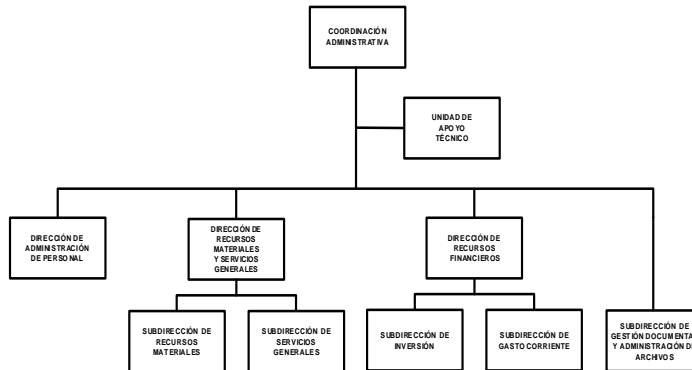 COORDINACIÓN
ADMINISTRATIVA
UNIDAD DE
APOYO
TÉCNICO
DIRECCIÓN DE
ADMINISTRACIÓN
DE PERSONAL
DIRECCIÓN DE
RECURSOS
MATERIALES
Y SERVICIOS
GENERALES
DIRECCIÓN DE
RECURSOS
FINANCIEROS
SUBDIRECCIÓN DE
RECURSOS
MATERIALES
SUBDIRECCIÓN DE
SERVICIOS
GENERALES
SUBDIRECCIÓN DE
INVERSIÓN
SUBDIRECCIÓN DE
GASTO CORRIENTE
SUBDIRECCIÓN DE
GESTIÓN DOCUMENTA
Y ADMINISTRACIÓN DE
ARCHIVOS